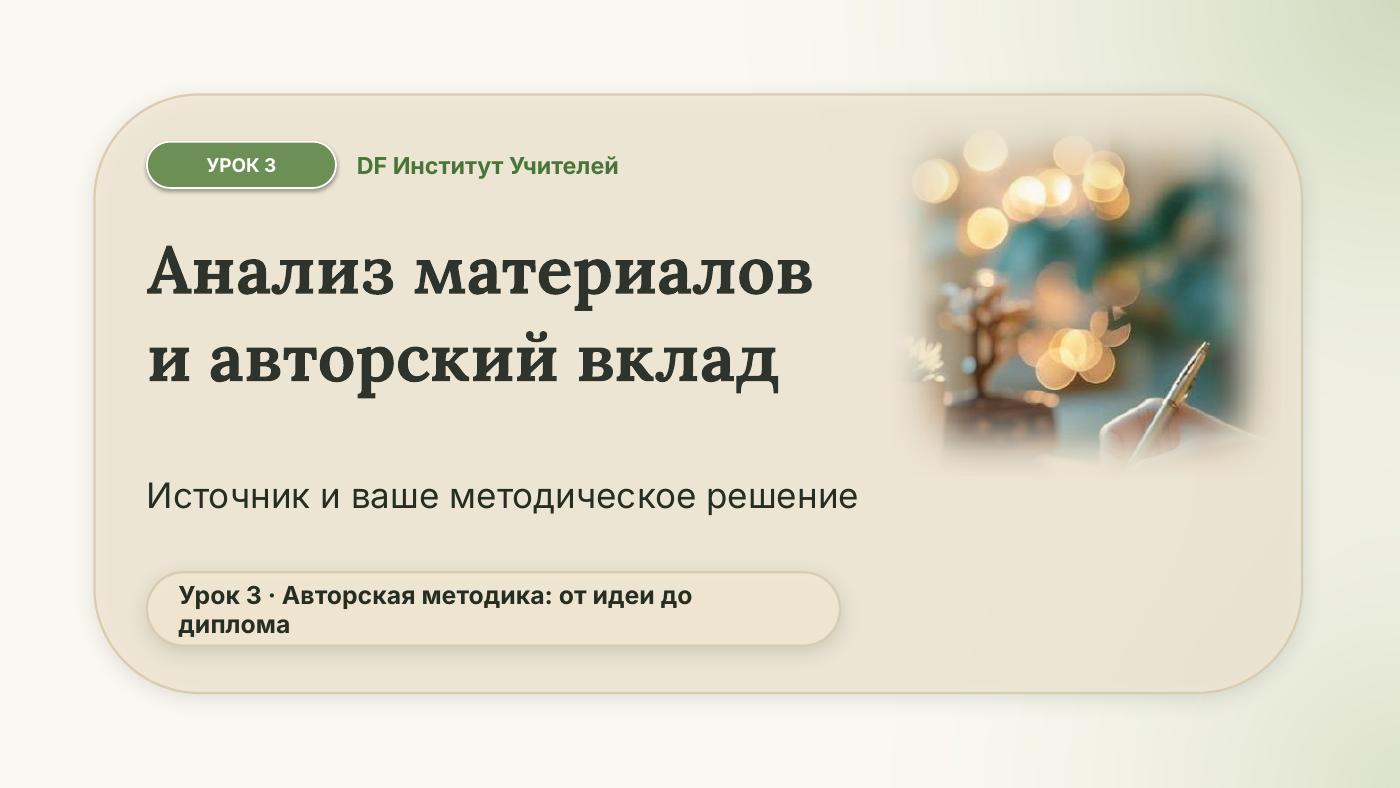 УРОК 3
DF Институт Учителей
Анализ материалов
и авторский вклад
Источник и ваше методическое решение
Урок 3 · Авторская методика: от идеи до
диплома